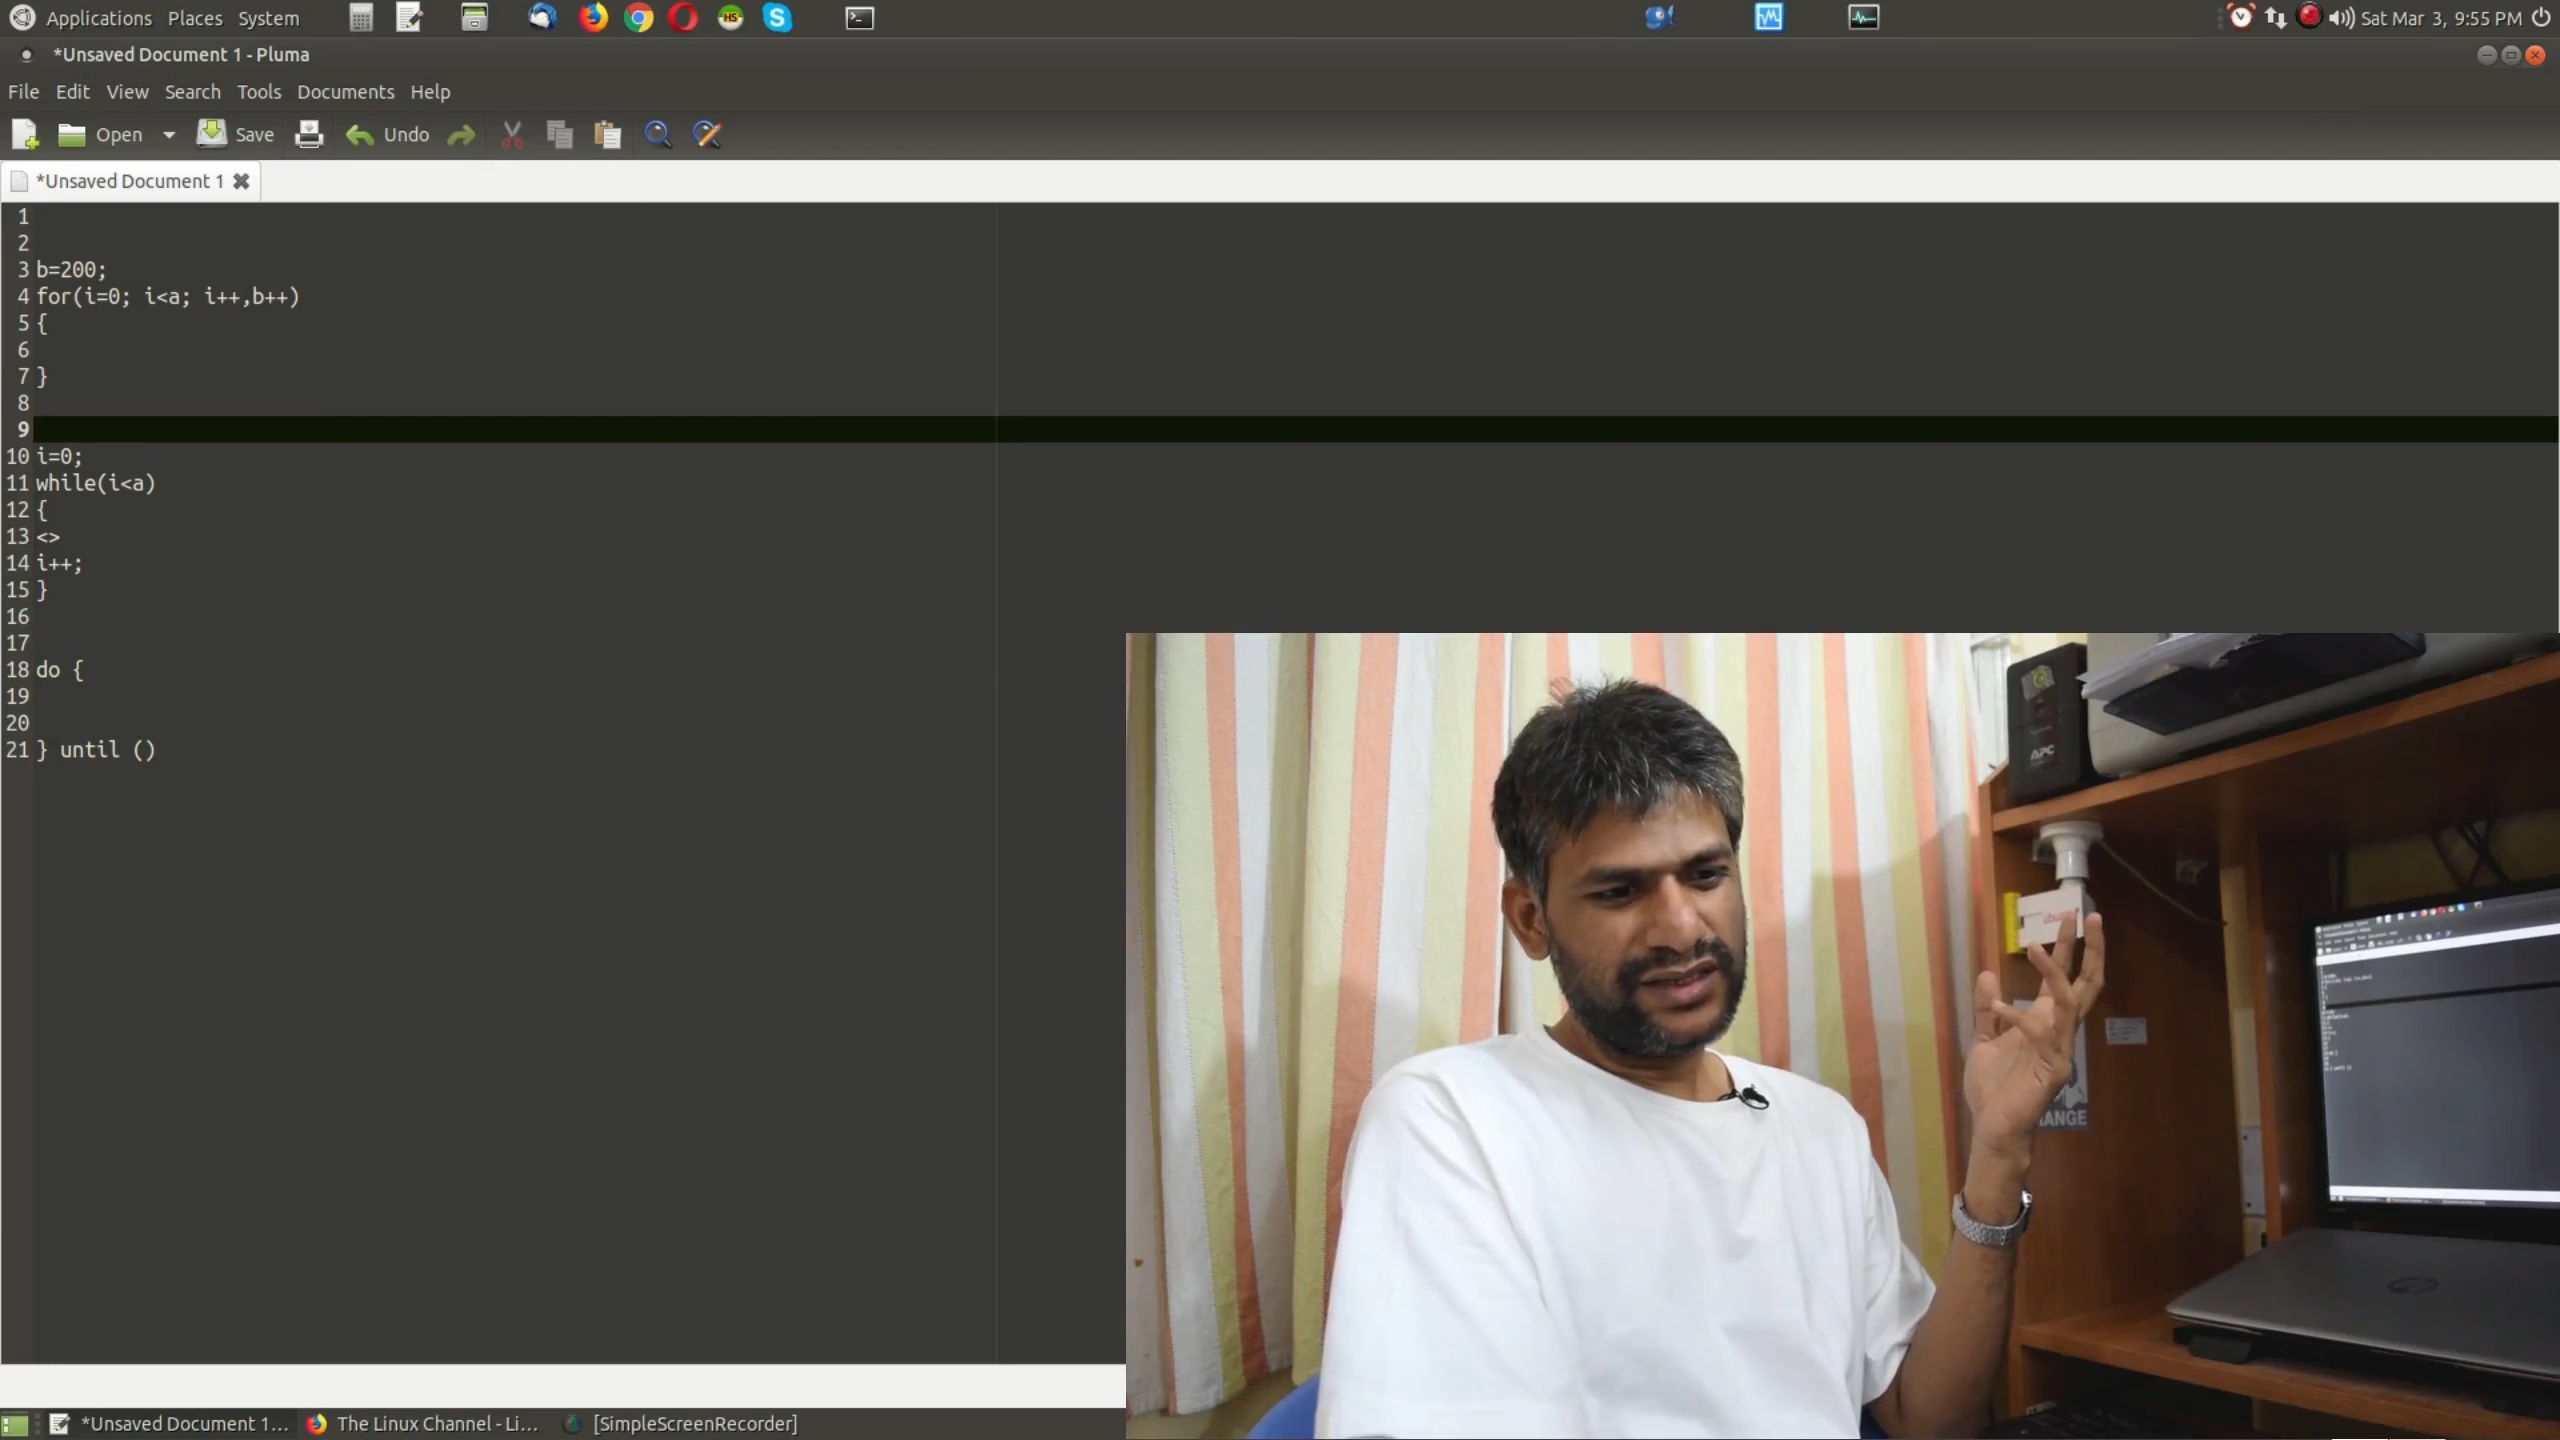 Applications Places System
Sat Mar 3, 9:55 PM
*Unsaved Document 1 - Pluma
File Edit View Search Tools Documents Help
Open Save Undo
*Unsaved Document 1
1
2
3 b=200;
4 for(i=0; i<a; i++,b++)
5 {
6
7 }
8
9
10 i=0;
11 while(i<a)
12 {
13 <>
14 i++;
15 }
16
17
18 do {
19
20
21 } until ()
APC
ANGE
*Unsaved Document 1... The Linux Channel - Li... [SimpleScreenRecorder]